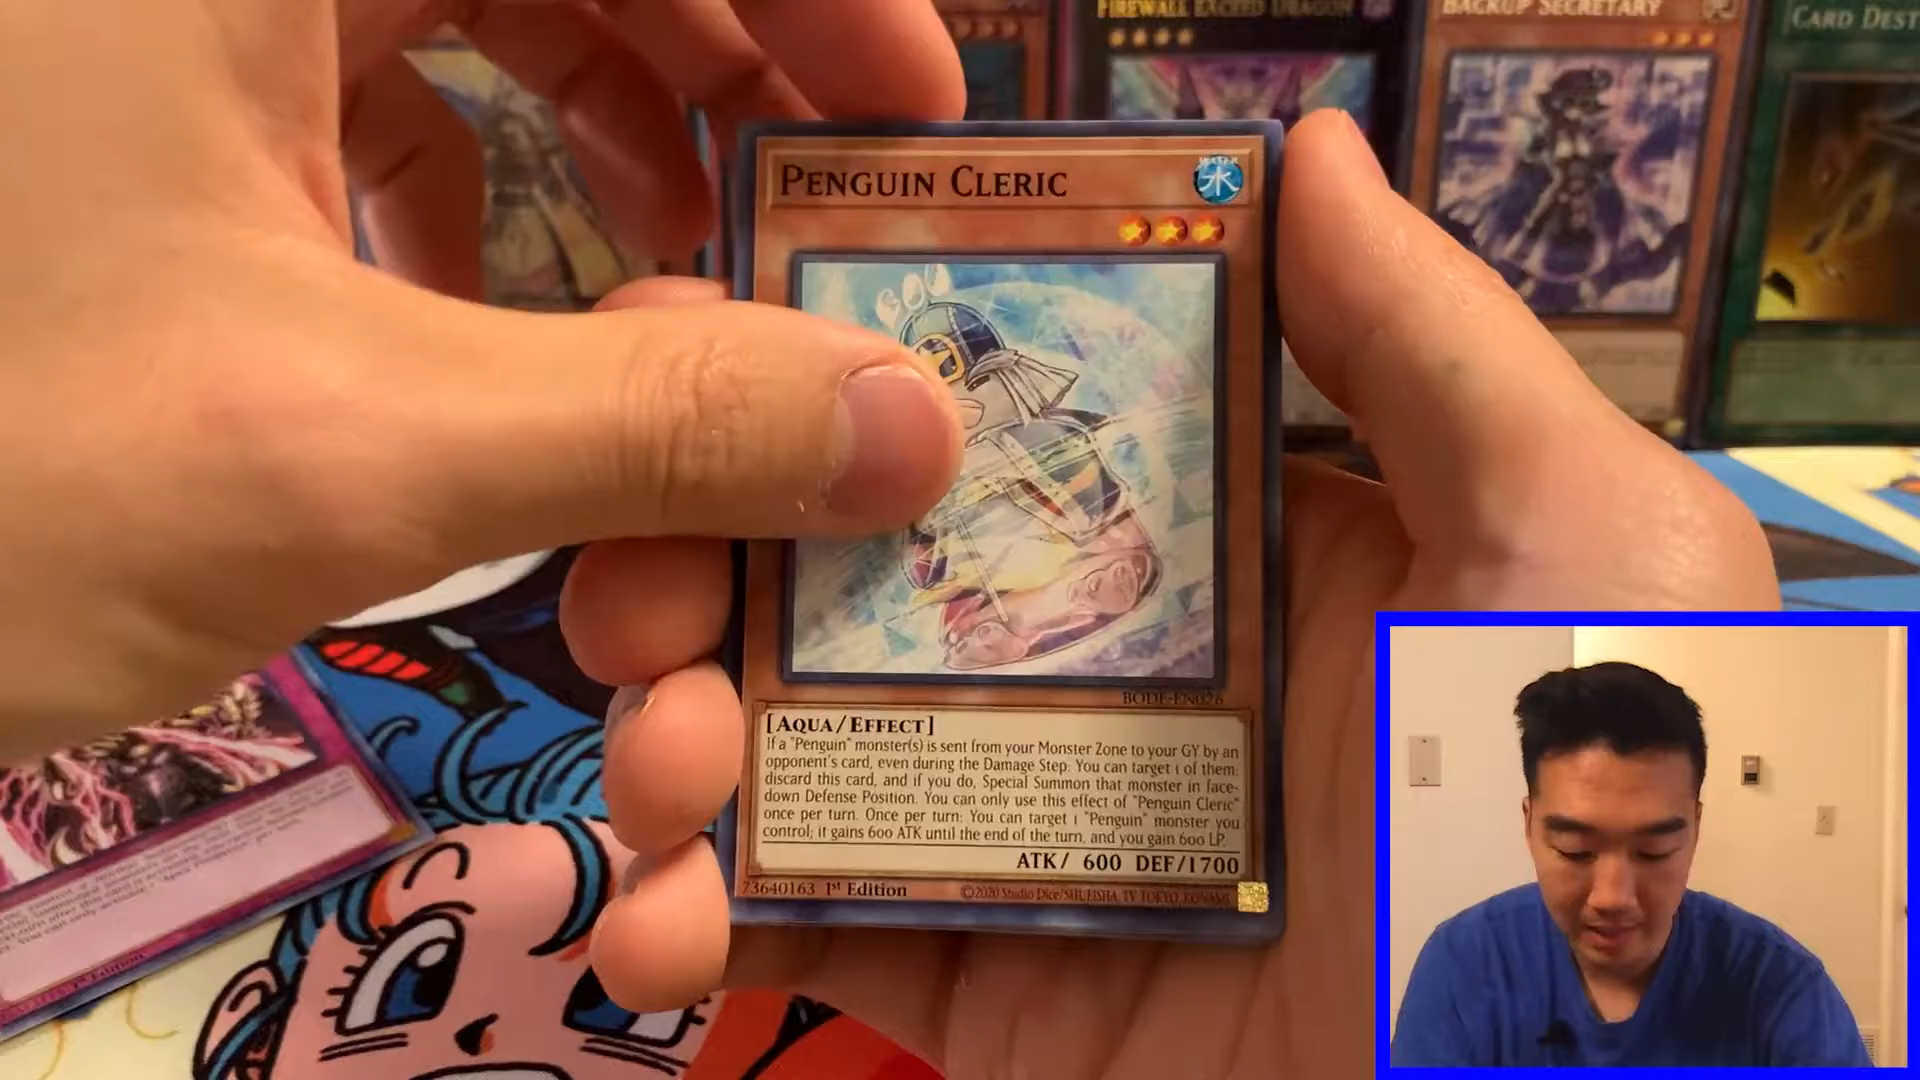 FIREWALL EXCEED DRAGON
BACKUP SECRETARY
CARD DEST
PENGUIN CLERIC
WATER
水
BODE-EN026
[AQUA/EFFECT]
If a "Penguin" monster(s) is sent from your Monster Zone to your GY by an
opponent's card, even during the Damage Step: You can target 1 of them;
discard this card, and if you do, Special Summon that monster in face-
down Defense Position. You can only use this effect of "Penguin Cleric"
once per turn. Once per turn: You can target 1 "Penguin" monster you
control; it gains 600 ATK until the end of the turn, and you gain 600 LP.
ATK/ 600 DEF/1700
73640163 1st Edition
©2020 Studio Dice/SHUEISHA, TV TOKYO, KONAMI